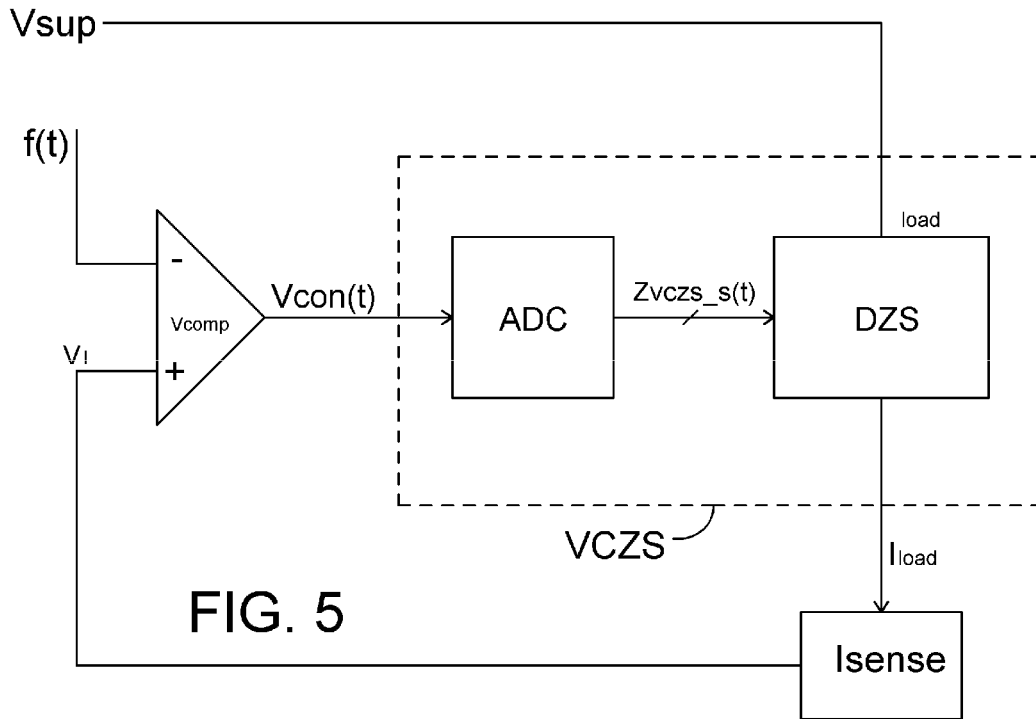 Vsup
f(t)
-
Vcomp
+
VI
Vcon(t)
ADC
Zvczs_s(t)
load
DZS
VCZS
Iload
Isense
FIG. 5